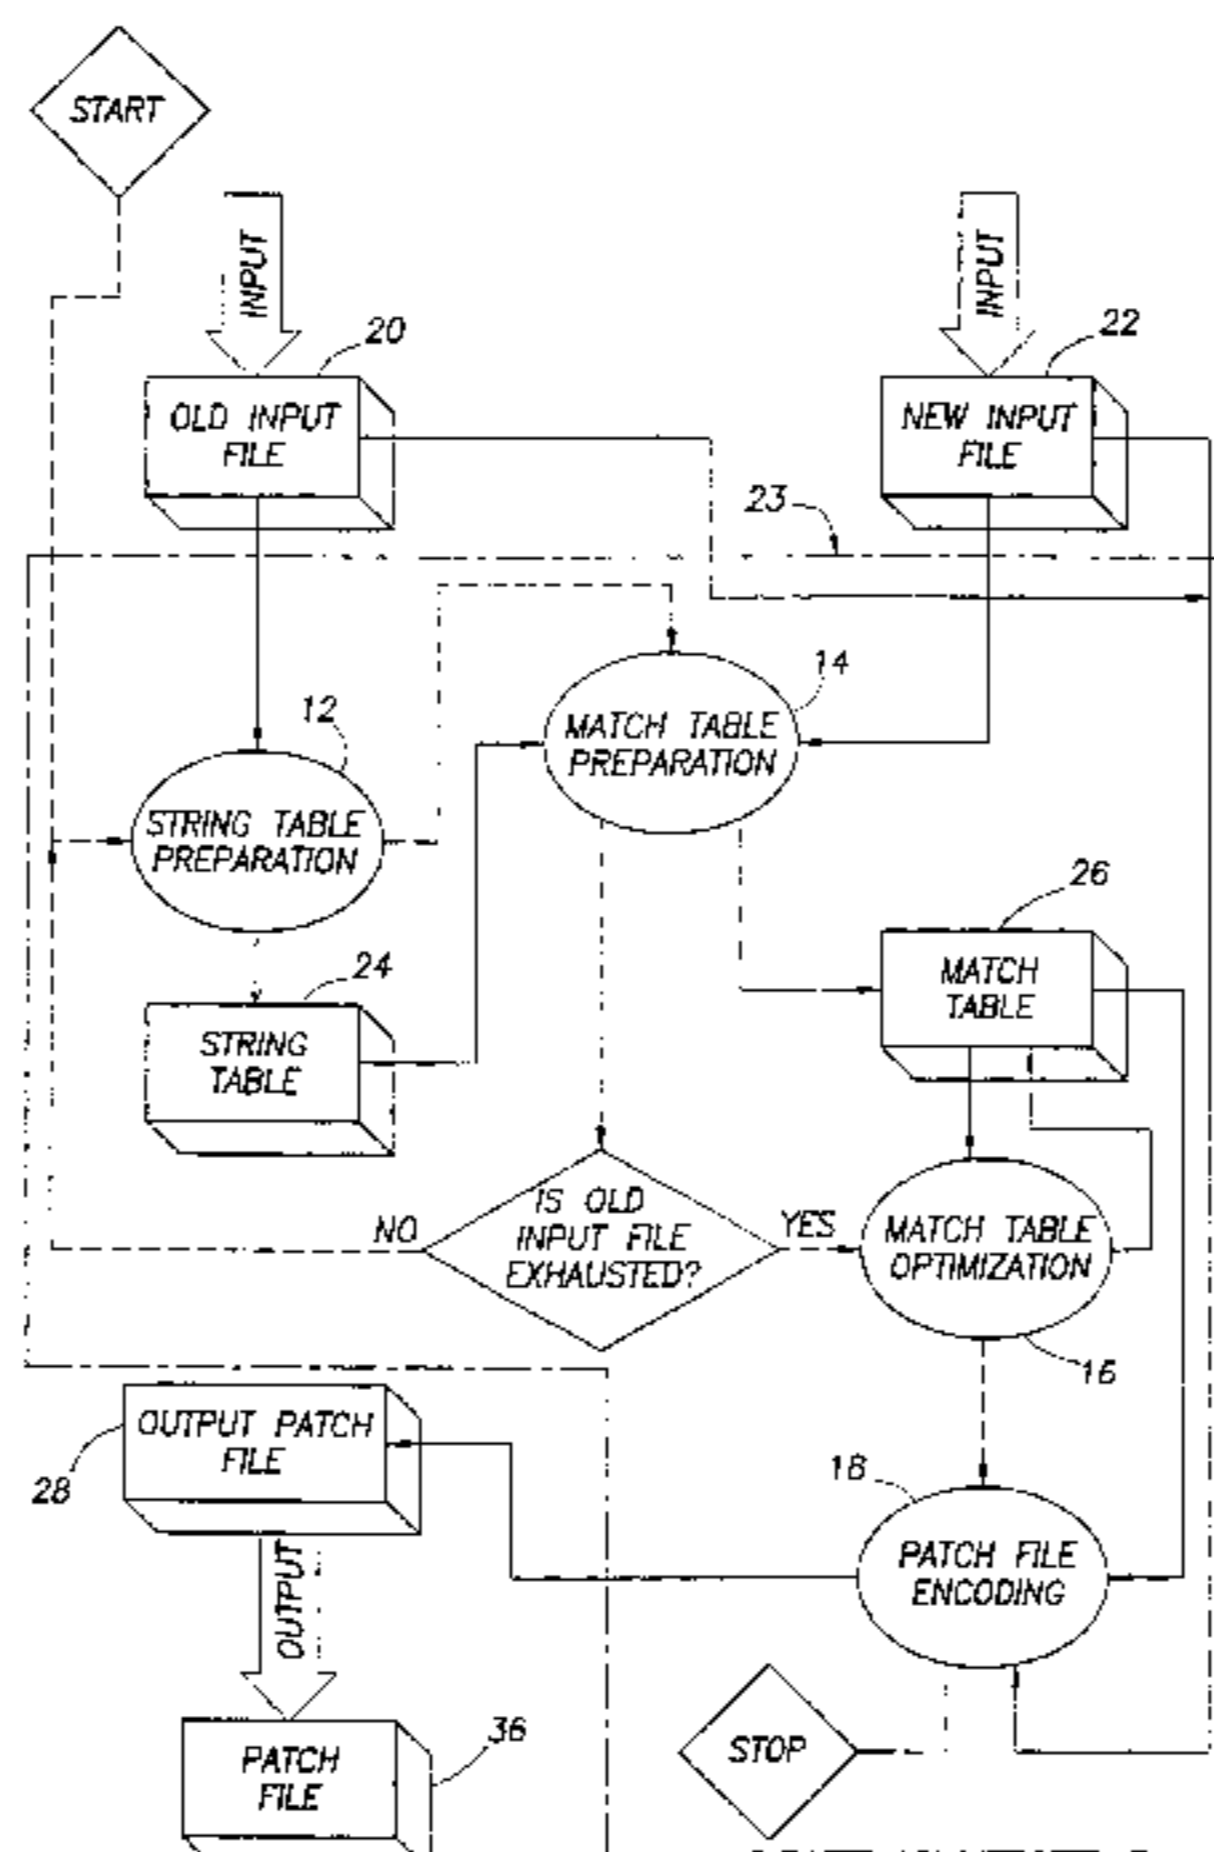 START
INPUT
INPUT
20
22
OLD INPUT
FILE
NEW INPUT
FILE
23
14
12
MATCH TABLE
PREPARATION
STRING TABLE
PREPARATION
26
24
MATCH
TABLE
STRING
TABLE
IS OLD
INPUT FILE
EXHAUSTED?
NO
YES
MATCH TABLE
OPTIMIZATION
16
OUTPUT PATCH
FILE
28
18
PATCH FILE
ENCODING
OUTPUT
36
PATCH
FILE
STOP